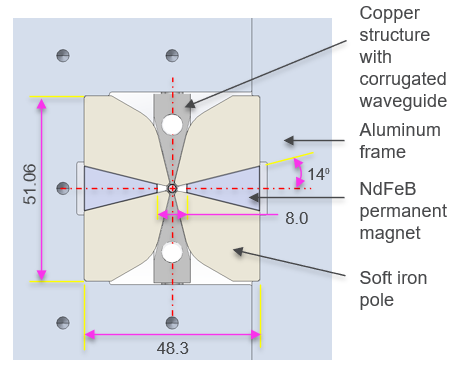 Copper
structure
with
corrugated
waveguide
Aluminum
frame
14⁰
NdFeB
permanent
magnet
8.0
51.06
Soft iron
pole
48.3